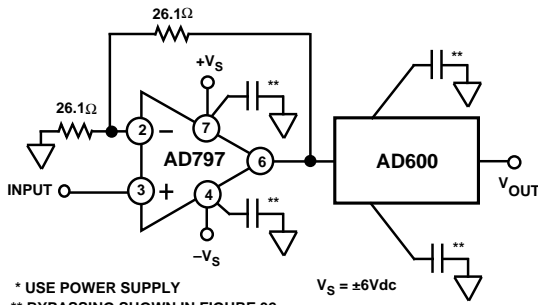 26.1Ω
**
+VS
**
26.1Ω
2
−
7
AD797
6
AD600
INPUT
3
+
4
VOUT
**
−VS
**
* USE POWER SUPPLY
VS = ±6Vdc
** BYPASSING SHOWN IN FIGURE